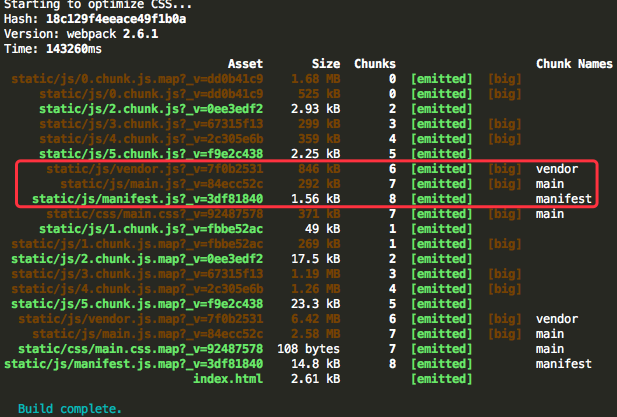 Starting to optimize CSS...
Hash: 18c129f4eeace49f1b0a
Version: webpack 2.6.1
Time: 143260ms
Asset Size Chunks Chunk Names
static/js/0.chunk.js.map?_v=dd0b41c9 1.68 MB 0 [emitted] [big]
static/js/0.chunk.js?_v=dd0b41c9 525 kB 0 [emitted] [big]
static/js/2.chunk.js?_v=0ee3edf2 2.93 kB 2 [emitted]
static/js/3.chunk.js?_v=67315f13 299 kB 3 [emitted] [big]
static/js/4.chunk.js?_v=2c305e6b 359 kB 4 [emitted] [big]
static/js/5.chunk.js?_v=f9e2c438 2.25 kB 5 [emitted]
static/js/vendor.js?_v=7f0b2531 846 kB 6 [emitted] [big] vendor
static/js/main.js?_v=84ecc52c 292 kB 7 [emitted] [big] main
static/js/manifest.js?_v=3df81840 1.56 kB 8 [emitted] manifest
static/css/main.css?_v=92487578 371 kB 7 [emitted] [big] main
static/js/1.chunk.js?_v=fbbe52ac 49 kB 1 [emitted]
static/js/1.chunk.js.map?_v=fbbe52ac 269 kB 1 [emitted] [big]
static/js/2.chunk.js.map?_v=0ee3edf2 17.5 kB 2 [emitted]
static/js/3.chunk.js.map?_v=67315f13 1.19 MB 3 [emitted] [big]
static/js/4.chunk.js.map?_v=2c305e6b 1.26 MB 4 [emitted] [big]
static/js/5.chunk.js.map?_v=f9e2c438 23.3 kB 5 [emitted]
static/js/vendor.js.map?_v=7f0b2531 6.42 MB 6 [emitted] [big] vendor
static/js/main.js.map?_v=84ecc52c 2.58 MB 7 [emitted] [big] main
static/css/main.css.map?_v=92487578 108 bytes 7 [emitted] main
static/js/manifest.js.map?_v=3df81840 14.8 kB 8 [emitted] manifest
index.html 2.61 kB [emitted]
Build complete.